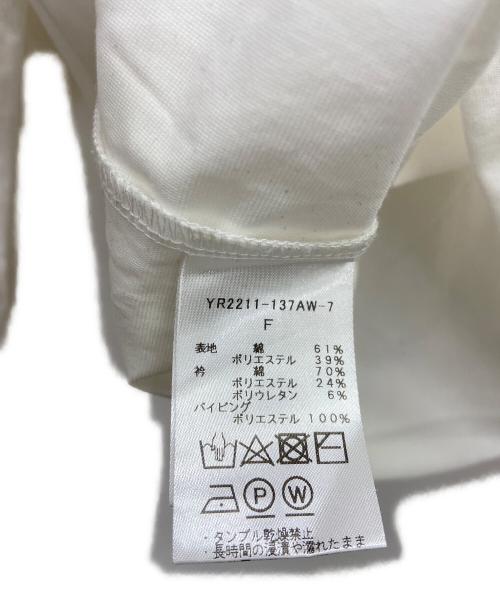 YR2211-137AW-7
F
表地 綿 61%
ポリエステル 39%
衿 綿 70%
ポリエステル 24%
ポリウレタン 6%
パイピング
ポリエステル 100%
P W
・タンブル乾燥禁止
・長時間の浸漬や濡れたまま